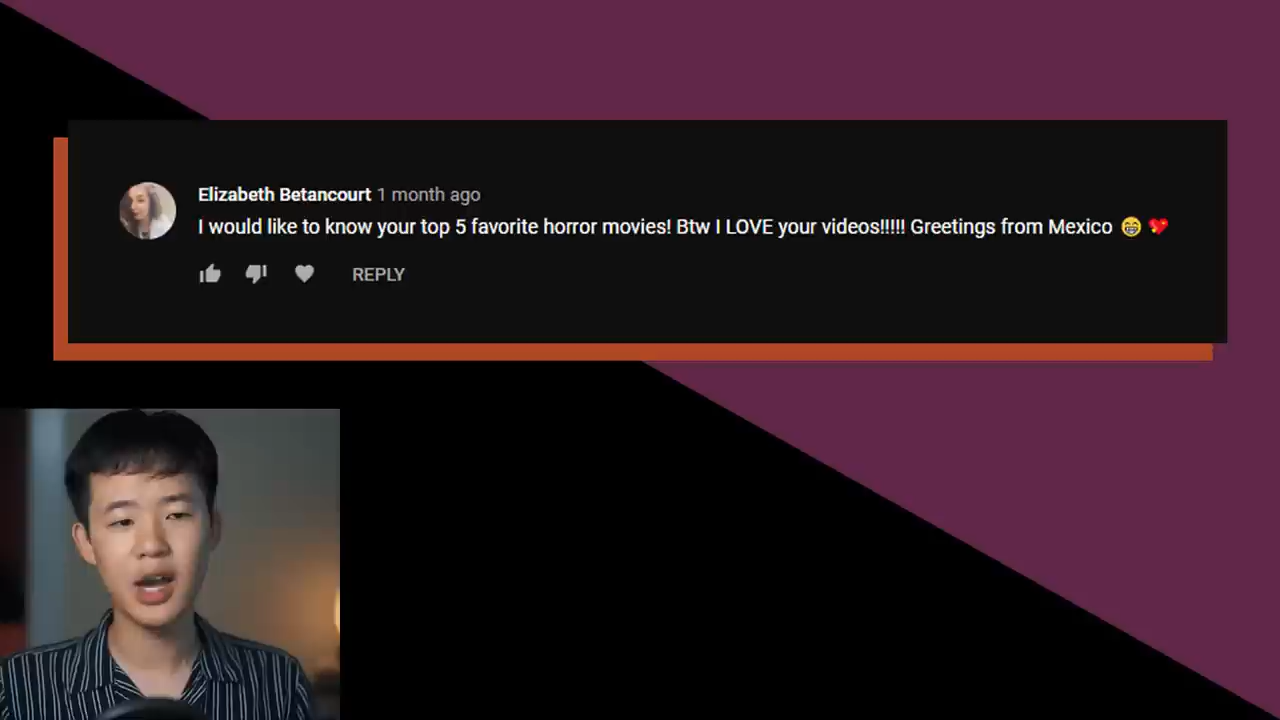 Elizabeth Betancourt 1 month ago
I would like to know your top 5 favorite horror movies! Btw I LOVE your videos!!!!! Greetings from Mexico 😁 💖
REPLY